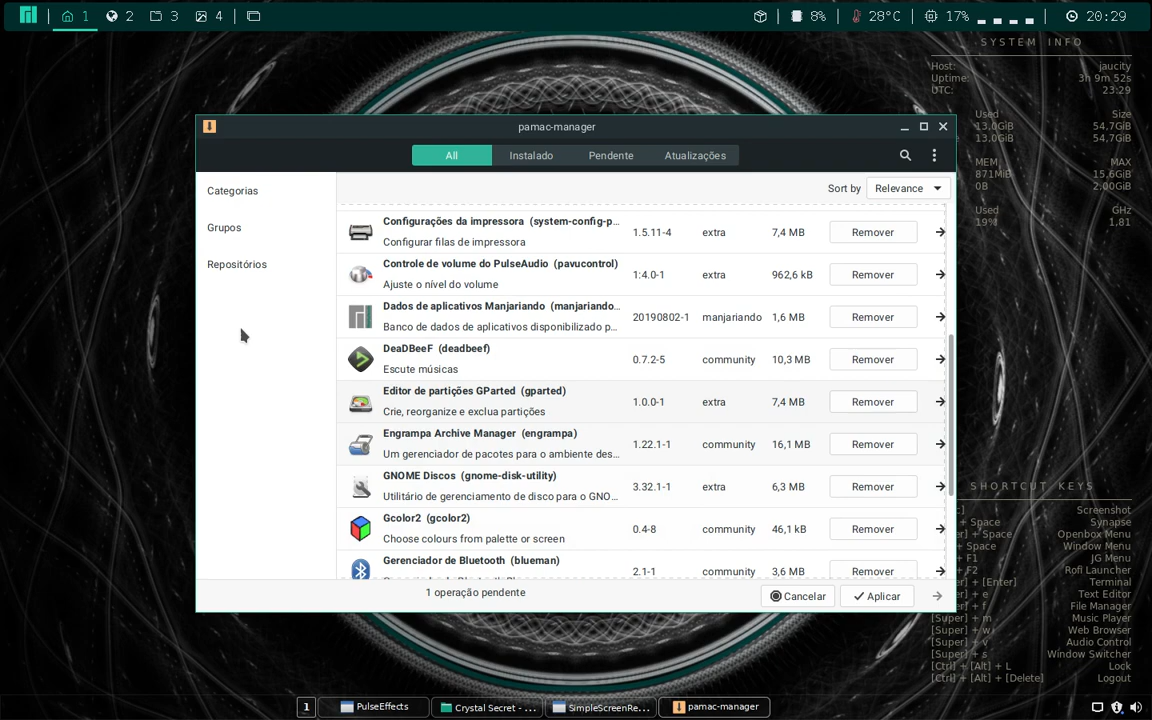 1 2 3 4 8% 28°C 17% 20:29
SYSTEM INFO
Host: jaucity
Uptime: 3h 9m 52s
UTC: 23:29
Used Size
13,0GiB 54,7GiB
13,0GiB 54,7GiB
MEM MAX
871MiB 15,6GiB
0B 2,00GiB
Used GHz
19% 1,81
pamac-manager
All Instalado Pendente Atualizações
Categorias
Grupos
Repositórios
Sort by Relevance
Configurações da impressora (system-config-p...
Configurar filas de impressora
1.5.11-4 extra 7,4 MB Remover
Controle de volume do PulseAudio (pavucontrol)
Ajuste o nível do volume
1:4.0-1 extra 962,6 kB Remover
Dados de aplicativos Manjariando (manjariando...
Banco de dados de aplicativos disponibilizado p...
20190802-1 manjariando 1,6 MB Remover
DeaDBeeF (deadbeef)
Escute músicas
0.7.2-5 community 10,3 MB Remover
Editor de partições GParted (gparted)
Crie, reorganize e exclua partições
1.0.0-1 extra 7,4 MB Remover
Engrampa Archive Manager (engrampa)
Um gerenciador de pacotes para o ambiente des...
1.22.1-1 community 16,1 MB Remover
GNOME Discos (gnome-disk-utility)
Utilitário de gerenciamento de disco para o GNO...
3.32.1-1 extra 6,3 MB Remover
Gcolor2 (gcolor2)
Choose colours from palette or screen
0.4-8 community 46,1 kB Remover
Gerenciador de Bluetooth (blueman)
2.1-1 community 3,6 MB Remover
1 operação pendente
Cancelar Aplicar
SHORTCUT KEYS
c] Screenshot
+ Space Synapse
er] + Space Openbox Menu
+ Space Window Menu
+ F1 JG Menu
+ F2 Rofi Launcher
er] + [Enter] Terminal
er] + e Text Editor
er] + f File Manager
[Super] + m Music Player
[Super] + w Web Browser
[Super] + v Audio Control
[Super] + s Window Switcher
[Ctrl] + [Alt] + L Lock
[Ctrl] + [Alt] + [Delete] Logout
1 PulseEffects Crystal Secret - ... SimpleScreenRe... pamac-manager